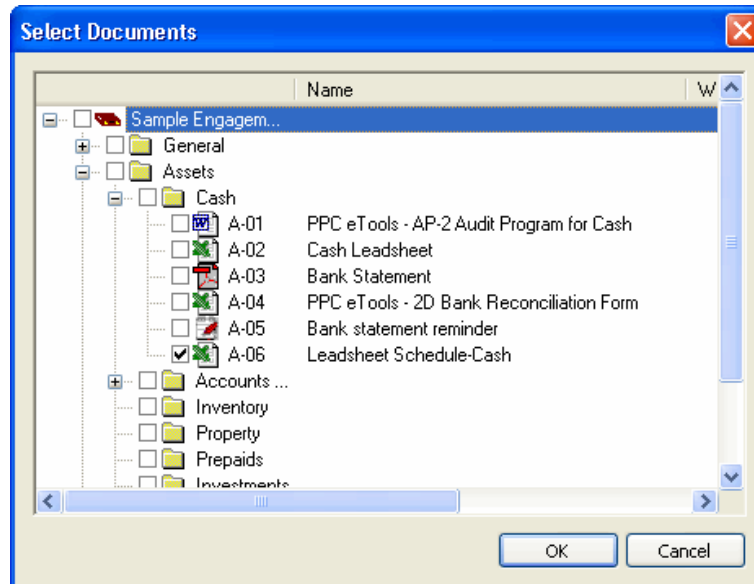 Select Documents
Name W
Sample Engagem...
General
Assets
Cash
A-01 PPC eTools - AP-2 Audit Program for Cash
A-02 Cash Leadsheet
A-03 Bank Statement
A-04 PPC eTools - 2D Bank Reconciliation Form
A-05 Bank statement reminder
A-06 Leadsheet Schedule-Cash
Accounts ...
Inventory
Property
Prepaids
Investments
OK Cancel